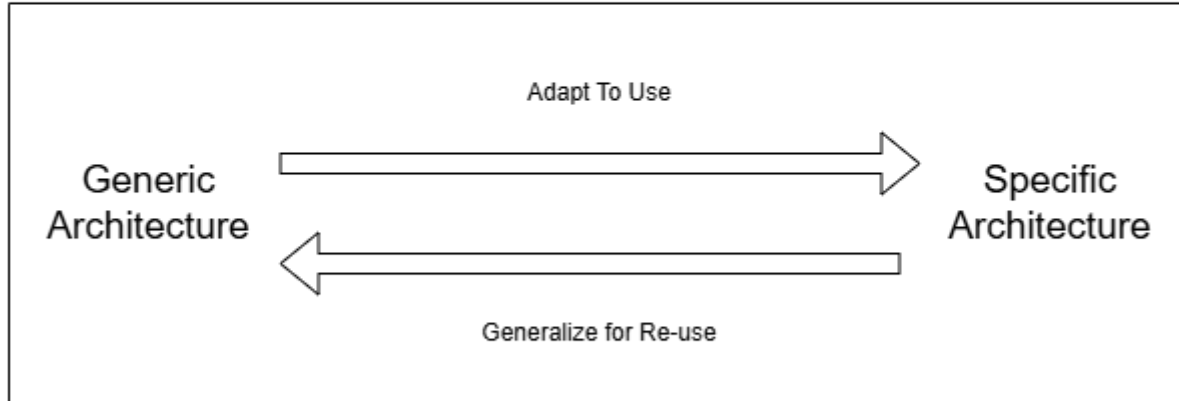 Adapt To Use
Generic
Architecture
Specific
Architecture
Generalize for Re-use